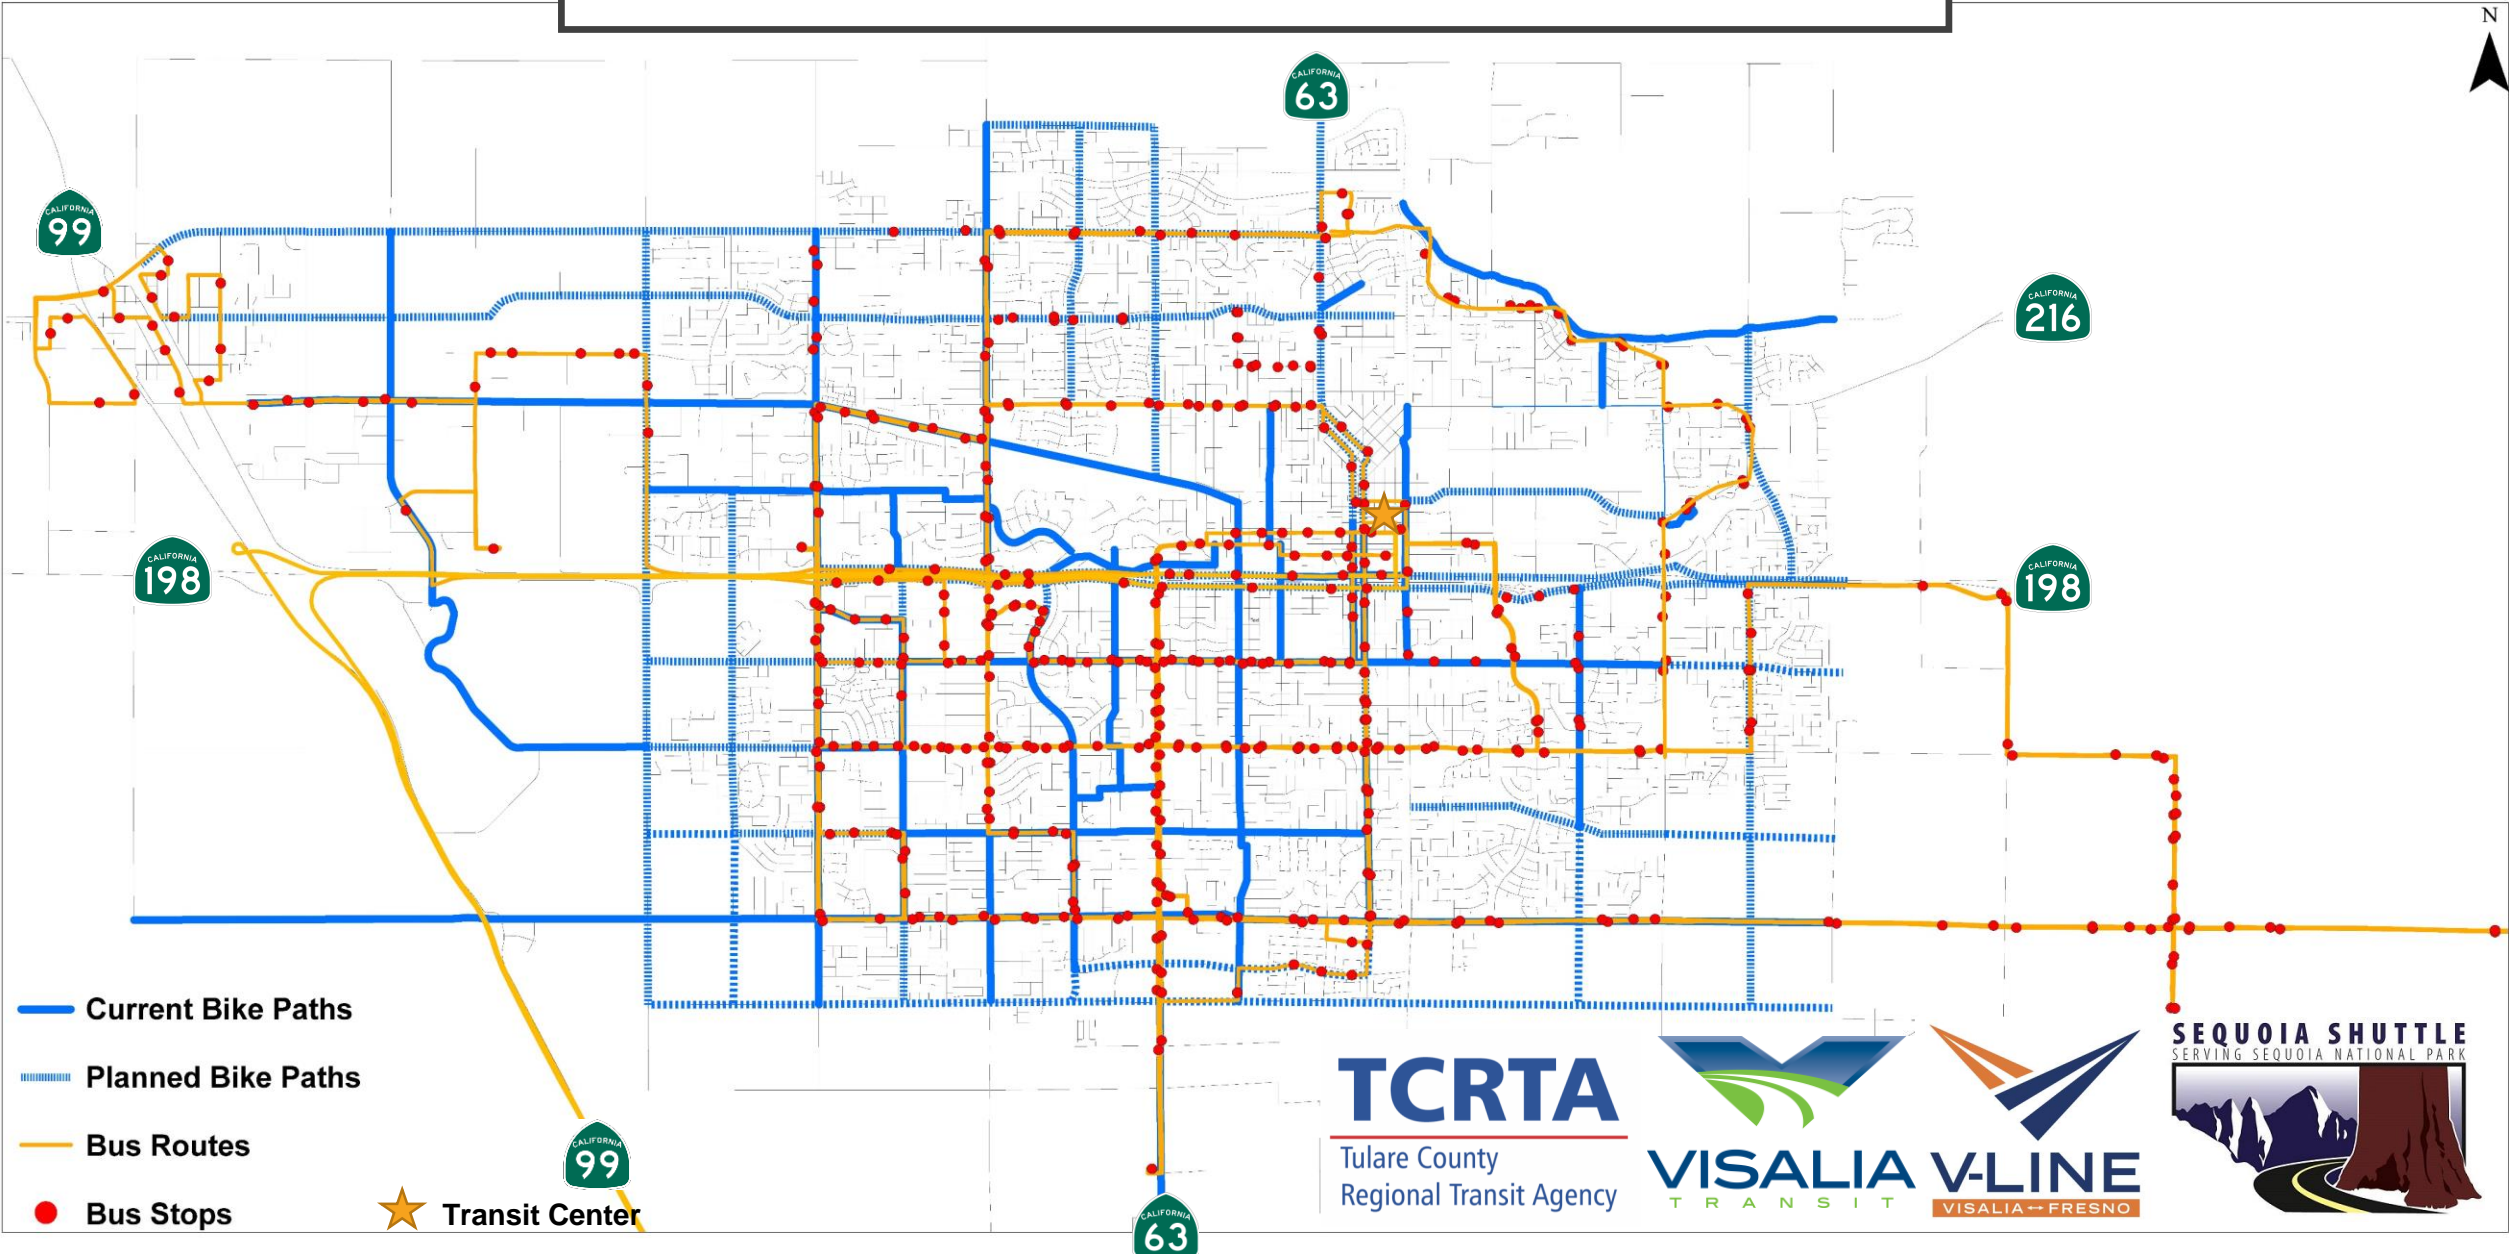 N
CALIFORNIA
63
CALIFORNIA
99
CALIFORNIA
216
CALIFORNIA
198
CALIFORNIA
198
Current Bike Paths
Planned Bike Paths
Bus Routes
Bus Stops
Transit Center
CALIFORNIA
99
CALIFORNIA
63
TCRTA
Tulare County
Regional Transit Agency
VISALIA
TRANSIT
V-LINE
VISALIA↔FRESNO
SEQUOIA SHUTTLE
SERVING SEQUOIA NATIONAL PARK